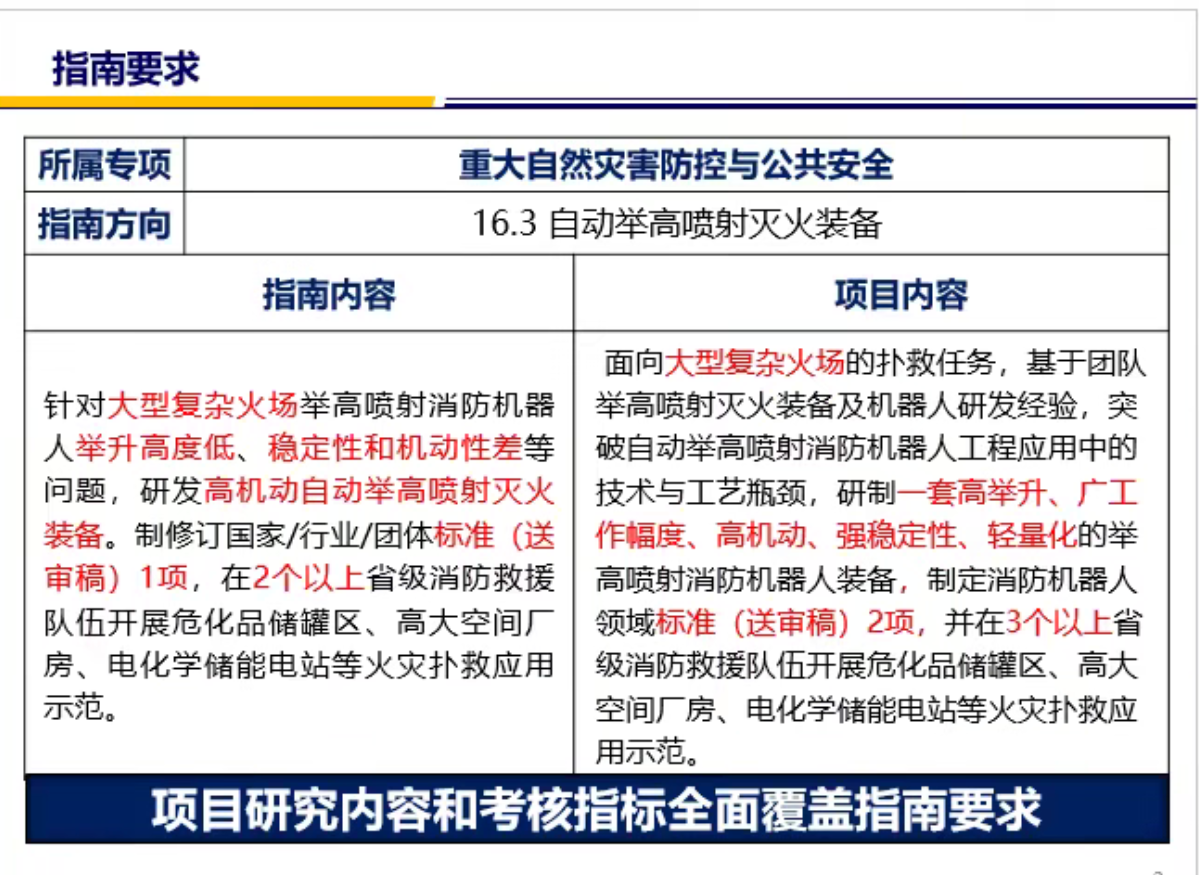 指南要求
所属专项
重大自然灾害防控与公共安全
指南方向
16.3 自动举高喷射灭火装备
指南内容
项目内容
针对大型复杂火场举高喷射消防机器
人举升高度低、稳定性和机动性差等
问题，研发高机动自动举高喷射灭火
装备。制修订国家/行业/团体标准（送
审稿）1项，在2个以上省级消防救援
队伍开展危化品储罐区、高大空间厂
房、电化学储能电站等火灾扑救应用
示范。
面向大型复杂火场的扑救任务，基于团队
举高喷射灭火装备及机器人研发经验，突
破自动举高喷射消防机器人工程应用中的
技术与工艺瓶颈，研制一套高举升、广工
作幅度、高机动、强稳定性、轻量化的举
高喷射消防机器人装备，制定消防机器人
领域标准（送审稿）2项，并在3个以上省
级消防救援队伍开展危化品储罐区、高大
空间厂房、电化学储能电站等火灾扑救应
用示范。
项目研究内容和考核指标全面覆盖指南要求